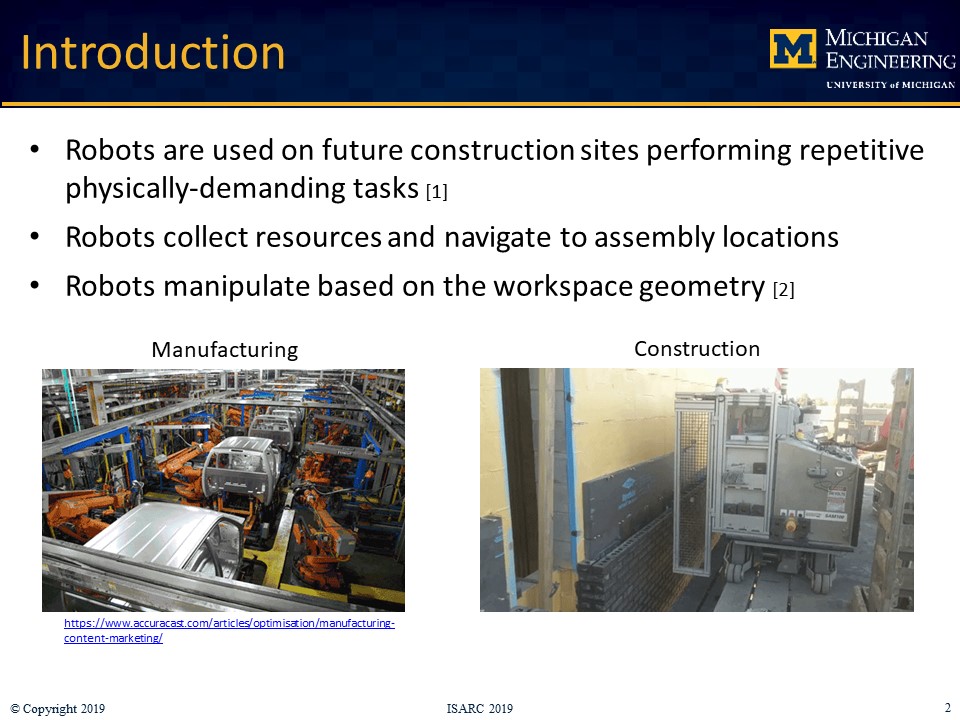 Introduction
MICHIGAN
ENGINEERING
UNIVERSITY of MICHIGAN
• Robots are used on future construction sites performing repetitive
physically-demanding tasks [1]
• Robots collect resources and navigate to assembly locations
• Robots manipulate based on the workspace geometry [2]
Manufacturing
Construction
https://www.accuracast.com/articles/optimisation/manufacturing-
content-marketing/
© Copyright 2019
ISARC 2019
2